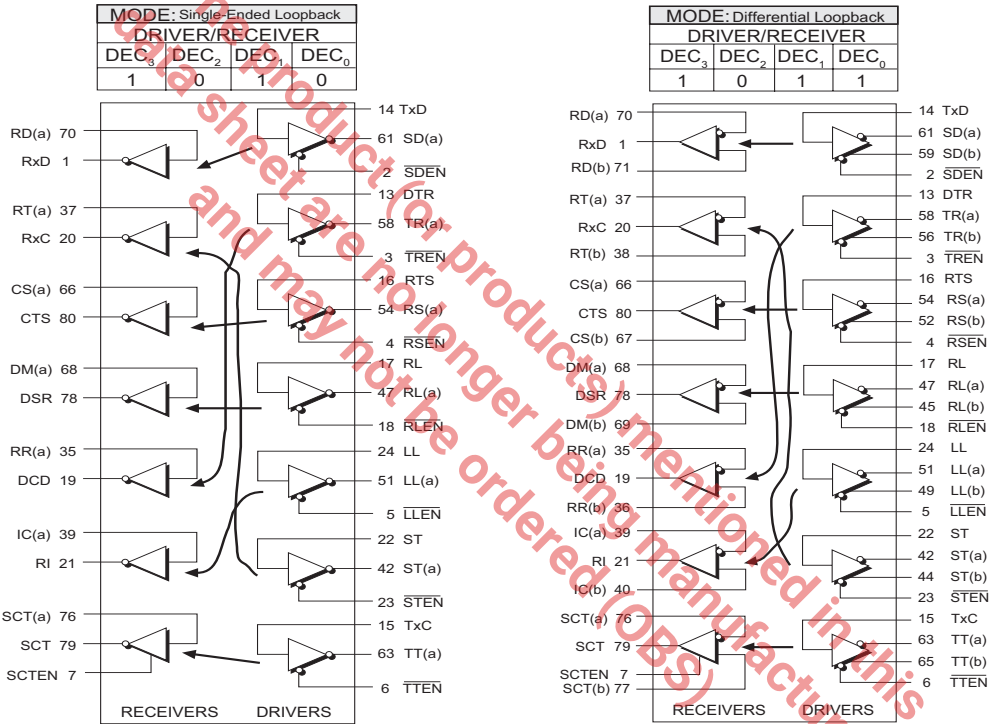 MODE: Single-Ended Loopback
DRIVER/RECEIVER
DEC3 DEC2 DEC1 DEC0
1 0 1 0
RD(a) 70
RxD 1
RT(a) 37
RxC 20
CS(a) 66
CTS 80
DM(a) 68
DSR 78
RR(a) 35
DCD 19
IC(a) 39
RI 21
SCT(a) 76
SCT 79
SCTEN 7
14 TxD
61 SD(a)
2 SDEN
13 DTR
58 TR(a)
3 TREN
16 RTS
54 RS(a)
4 RSEN
17 RL
47 RL(a)
18 RLEN
24 LL
51 LL(a)
5 LLEN
22 ST
42 ST(a)
23 STEN
15 TxC
63 TT(a)
6 TTEN
RECEIVERS DRIVERS
MODE: Differential Loopback
DRIVER/RECEIVER
DEC3 DEC2 DEC1 DEC0
1 0 1 1
RD(a) 70
RxD 1
RD(b) 71
RT(a) 37
RxC 20
RT(b) 38
CS(a) 66
CTS 80
CS(b) 67
DM(a) 68
DSR 78
DM(b) 69
RR(a) 35
DCD 19
RR(b) 36
IC(a) 39
RI 21
IC(b) 40
SCT(a) 76
SCT 79
SCTEN 7
SCT(b) 77
14 TxD
61 SD(a)
59 SD(b)
2 SDEN
13 DTR
58 TR(a)
56 TR(b)
3 TREN
16 RTS
54 RS(a)
52 RS(b)
4 RSEN
17 RL
47 RL(a)
45 RL(b)
18 RLEN
24 LL
51 LL(a)
49 LL(b)
5 LLEN
22 ST
42 ST(a)
44 ST(b)
23 STEN
15 TxC
63 TT(a)
65 TT(b)
6 TTEN
RECEIVERS DRIVERS
product (or products) mentioned in this
data sheet are no longer being
and may not be ordered (OBS)